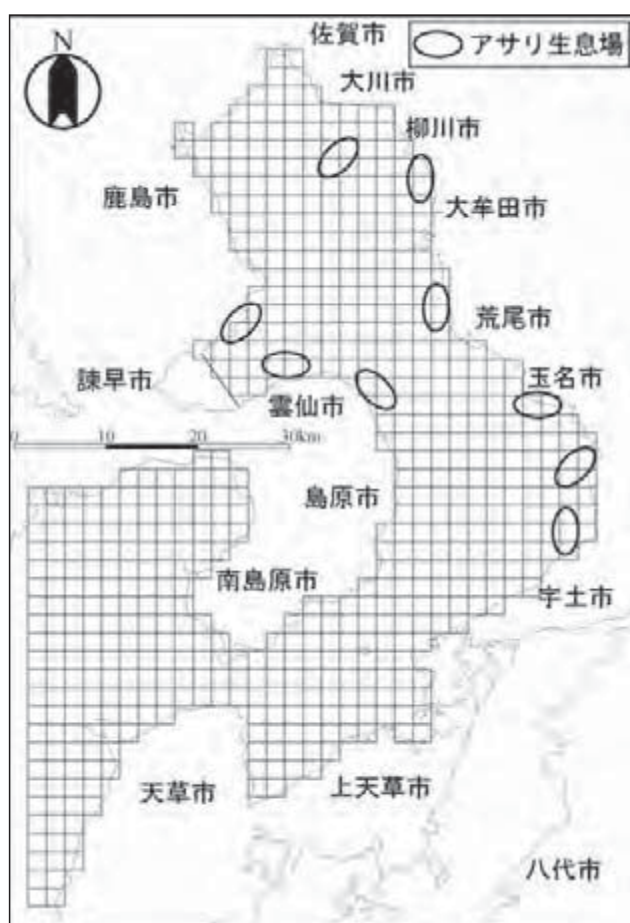 佐賀市
アサリ生息場
N
大川市
柳川市
鹿島市
大牟田市
荒尾市
諫早市
玉名市
雲仙市
0 10 20 30km
島原市
南島原市
宇土市
天草市
上天草市
八代市